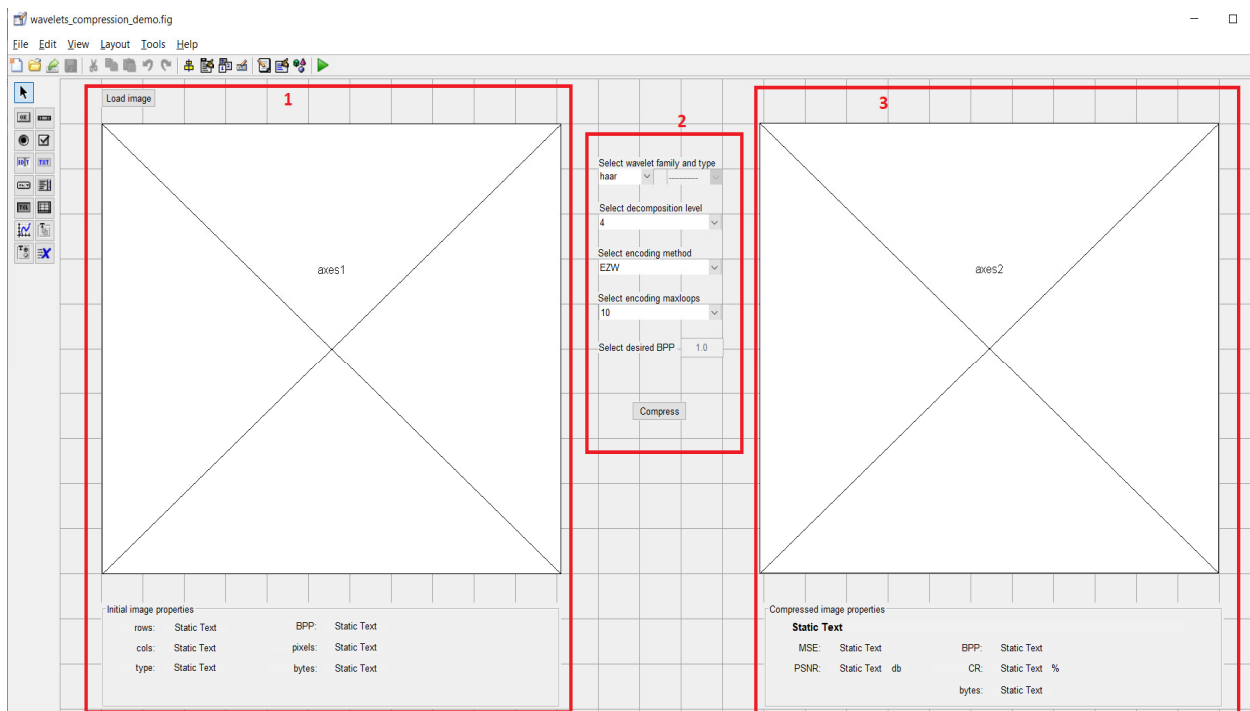 wavelets_compression_demo.fig
File Edit View Layout Tools Help
Load image
1
axes1
Initial image properties
rows: Static Text BPP: Static Text
cols: Static Text pixels: Static Text
type: Static Text bytes: Static Text
2
Select wavelet family and type
haar ----------
Select decomposition level
4
Select encoding method
EZW
Select encoding maxloops
10
Select desired BPP 1.0
Compress
3
axes2
Compressed image properties
Static Text
MSE: Static Text BPP: Static Text
PSNR: Static Text db CR: Static Text %
bytes: Static Text